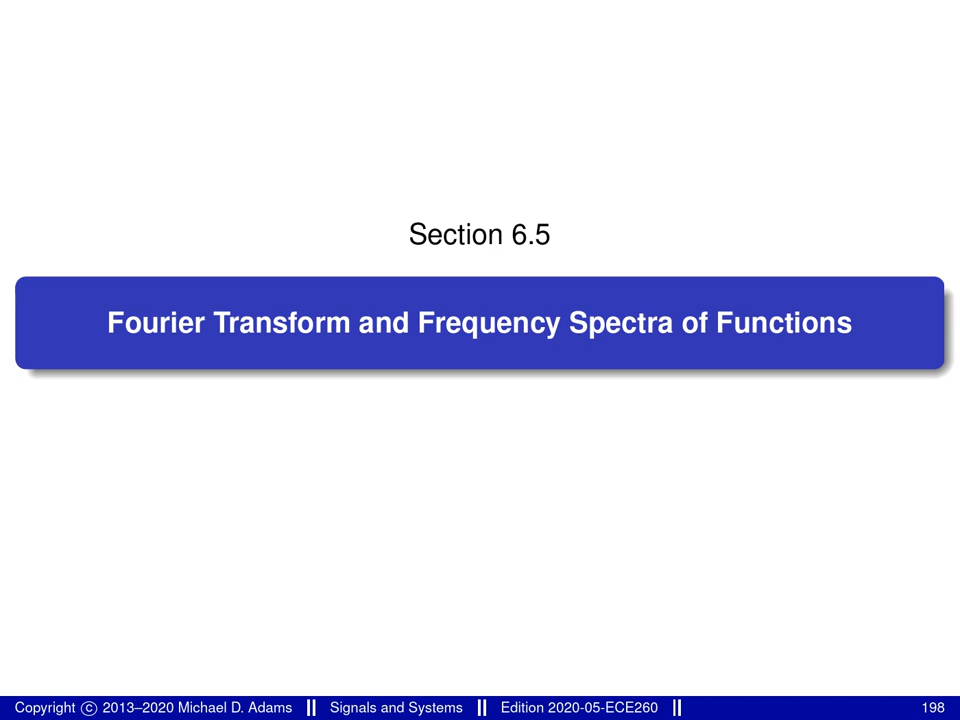 Section 6.5
Fourier Transform and Frequency Spectra of Functions
Copyright © 2013–2020 Michael D. Adams Signals and Systems Edition 2020-05-ECE260 198